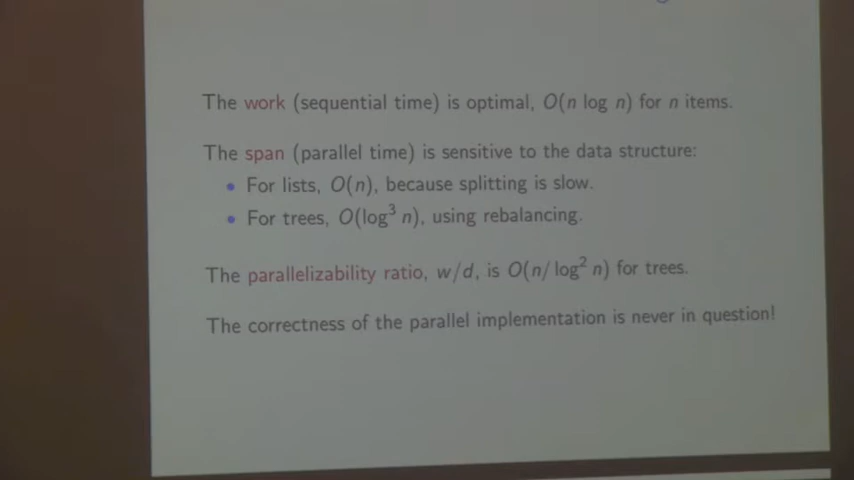 The work (sequential time) is optimal, O(n log n) for n items.
The span (parallel time) is sensitive to the data structure:
• For lists, O(n), because splitting is slow.
• For trees, O(log³ n), using rebalancing.
The parallelizability ratio, w/d, is O(n/log² n) for trees.
The correctness of the parallel implementation is never in question!